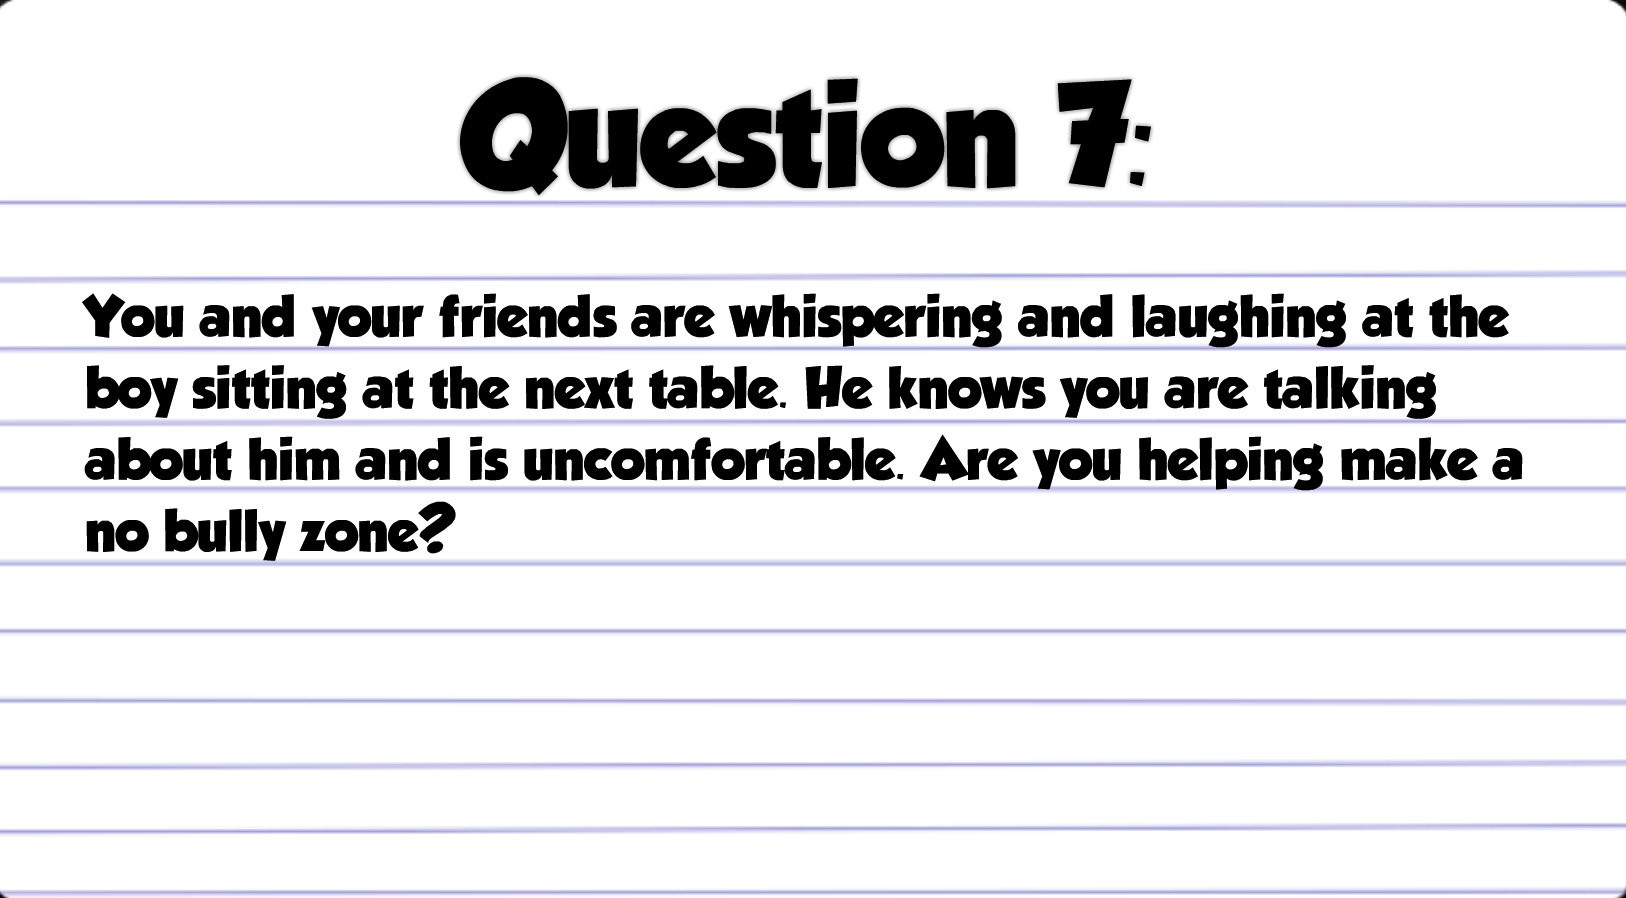 Question 7:
You and your friends are whispering and laughing at the
boy sitting at the next table. He knows you are talking
about him and is uncomfortable. Are you helping make a
no bully zone?